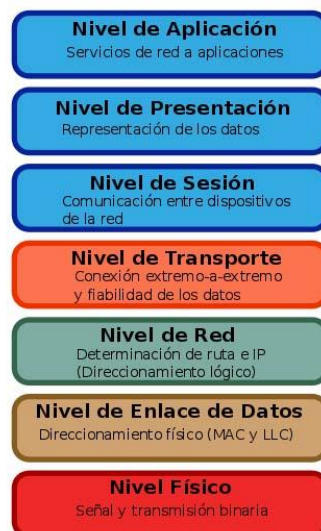 Nivel de Aplicación
Servicios de red a aplicaciones
Nivel de Presentación
Representación de los datos
Nivel de Sesión
Comunicación entre dispositivos
de la red
Nivel de Transporte
Conexión extremo-a-extremo
y fiabilidad de los datos
Nivel de Red
Determinación de ruta e IP
(Direccionamiento lógico)
Nivel de Enlace de Datos
Direccionamiento físico (MAC y LLC)
Nivel Físico
Señal y transmisión binaria